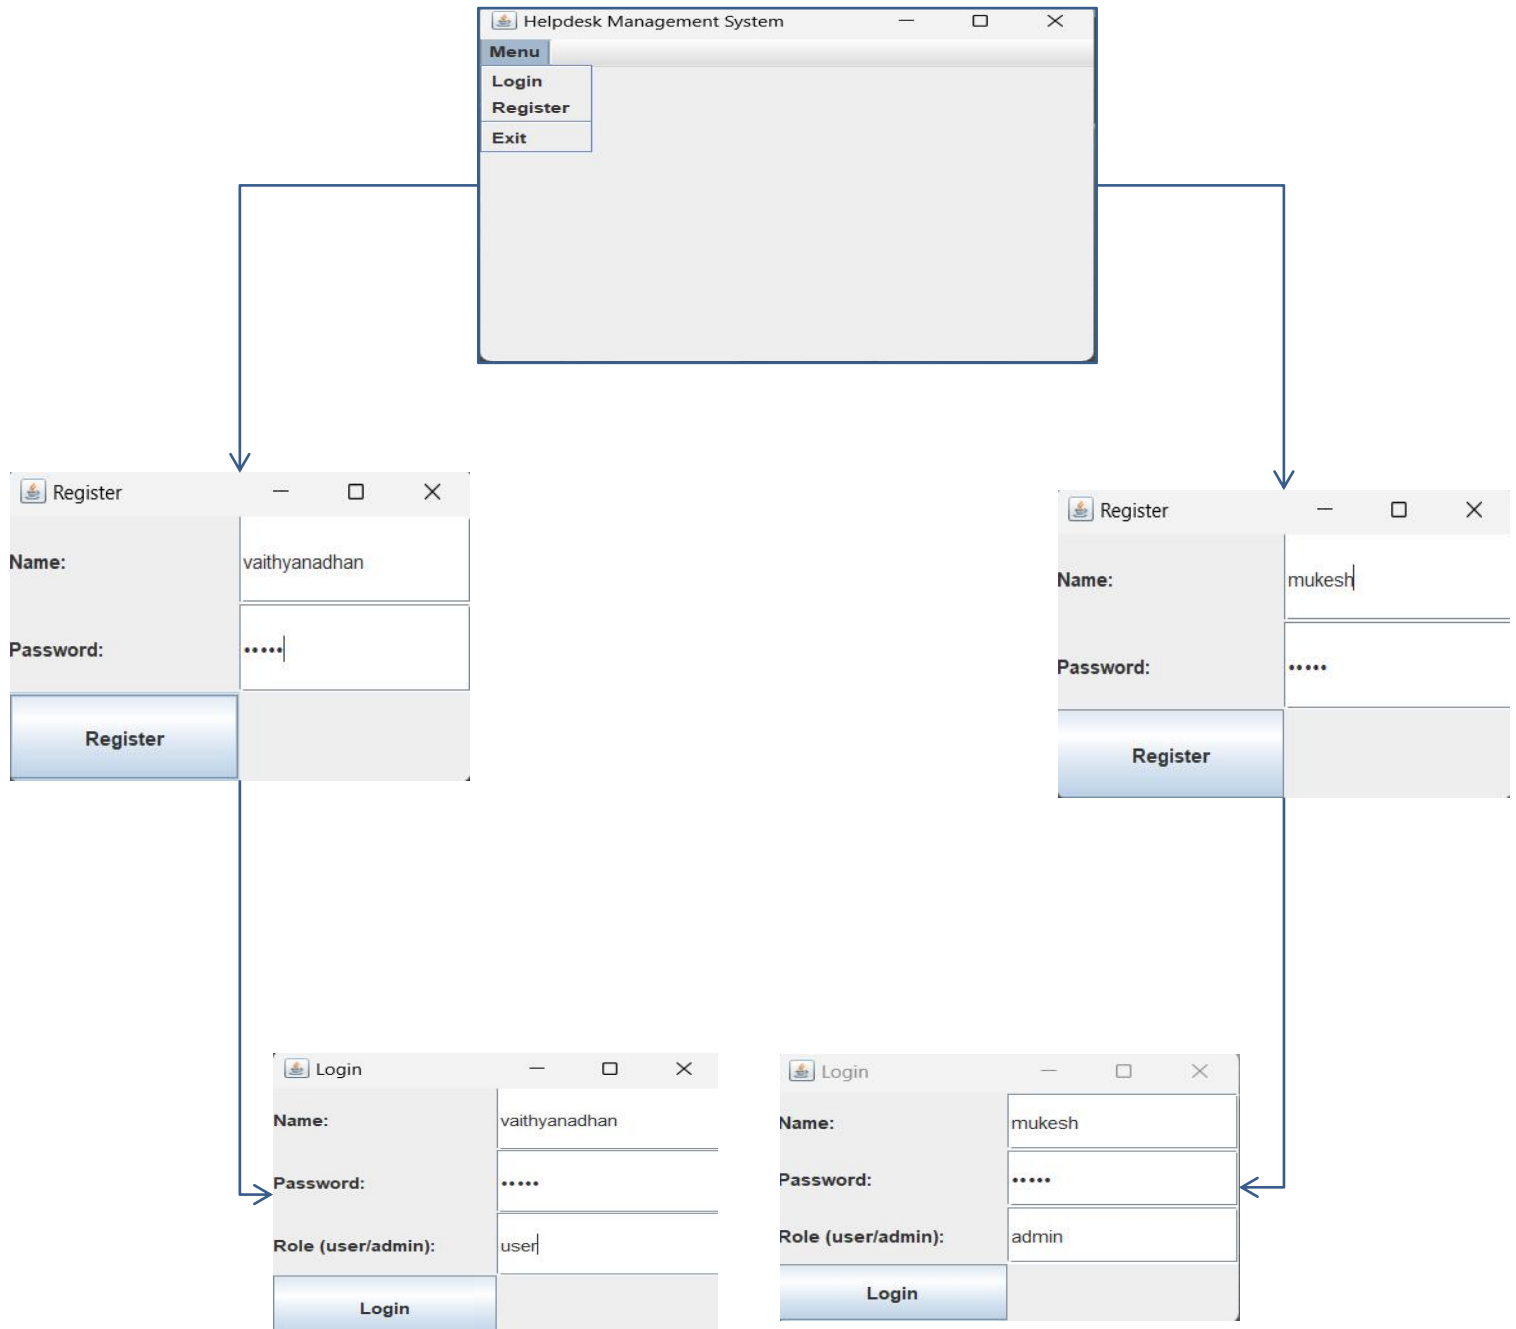 Helpdesk Management System
Menu
Login
Register
Exit
Register
Name: vaithyanadhan
Password: •••••
Register
Register
Name: mukesh
Password: •••••
Register
Login
Name: vaithyanadhan
Password: •••••
Role (user/admin): user
Login
Login
Name: mukesh
Password: •••••
Role (user/admin): admin
Login